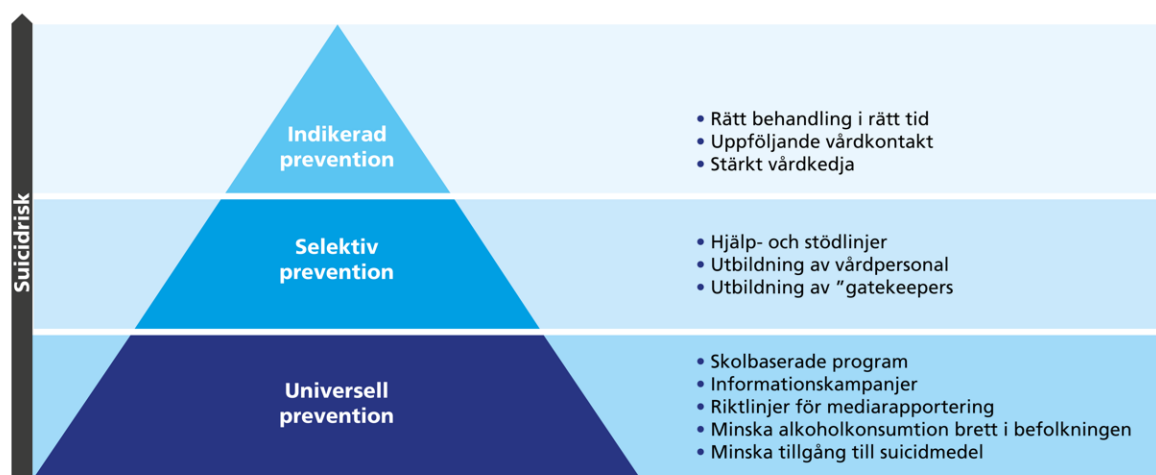 Suicidrisk
Indikerad
prevention
• Rätt behandling i rätt tid
• Uppföljande vårdkontakt
• Stärkt vårdkedja
Selektiv
prevention
• Hjälp- och stödlinjer
• Utbildning av vårdpersonal
• Utbildning av ”gatekeepers
Universell
prevention
• Skolbaserade program
• Informationskampanjer
• Riktlinjer för mediarapportering
• Minska alkoholkonsumtion brett i befolkningen
• Minska tillgång till suicidmedel